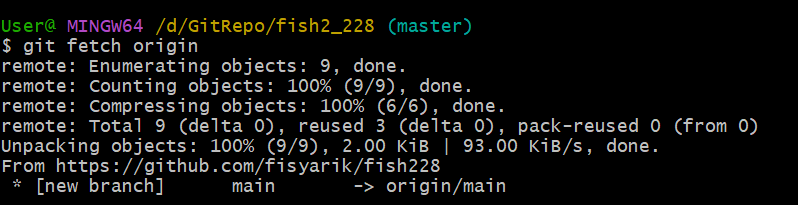 User@ MINGW64 /d/GitRepo/fish2_228 (master)
$ git fetch origin
remote: Enumerating objects: 9, done.
remote: Counting objects: 100% (9/9), done.
remote: Compressing objects: 100% (6/6), done.
remote: Total 9 (delta 0), reused 3 (delta 0), pack-reused 0 (from 0)
Unpacking objects: 100% (9/9), 2.00 KiB | 93.00 KiB/s, done.
From https://github.com/fisyarik/fish228
 * [new branch]      main       -> origin/main